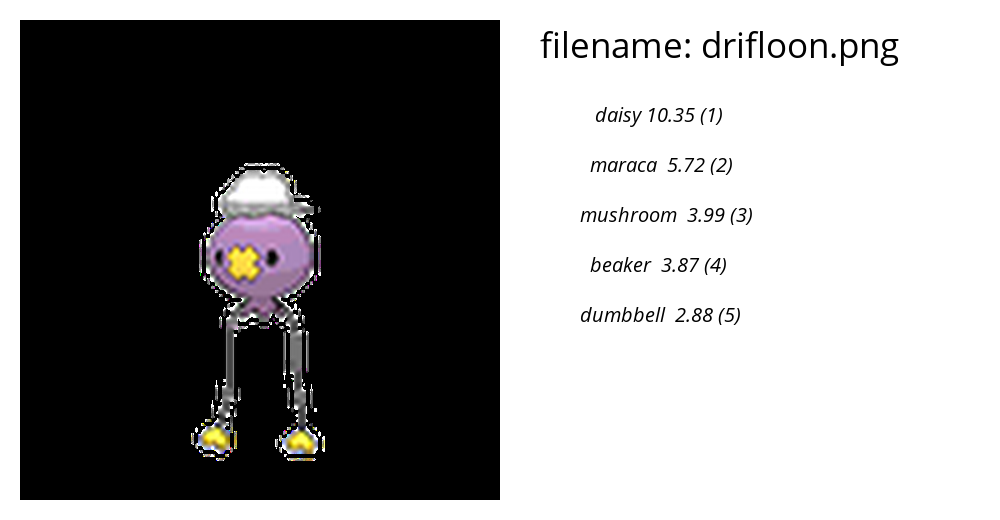 filename: drifloon.png
daisy 10.35 (1)
maraca 5.72 (2)
mushroom 3.99 (3)
beaker 3.87 (4)
dumbbell 2.88 (5)